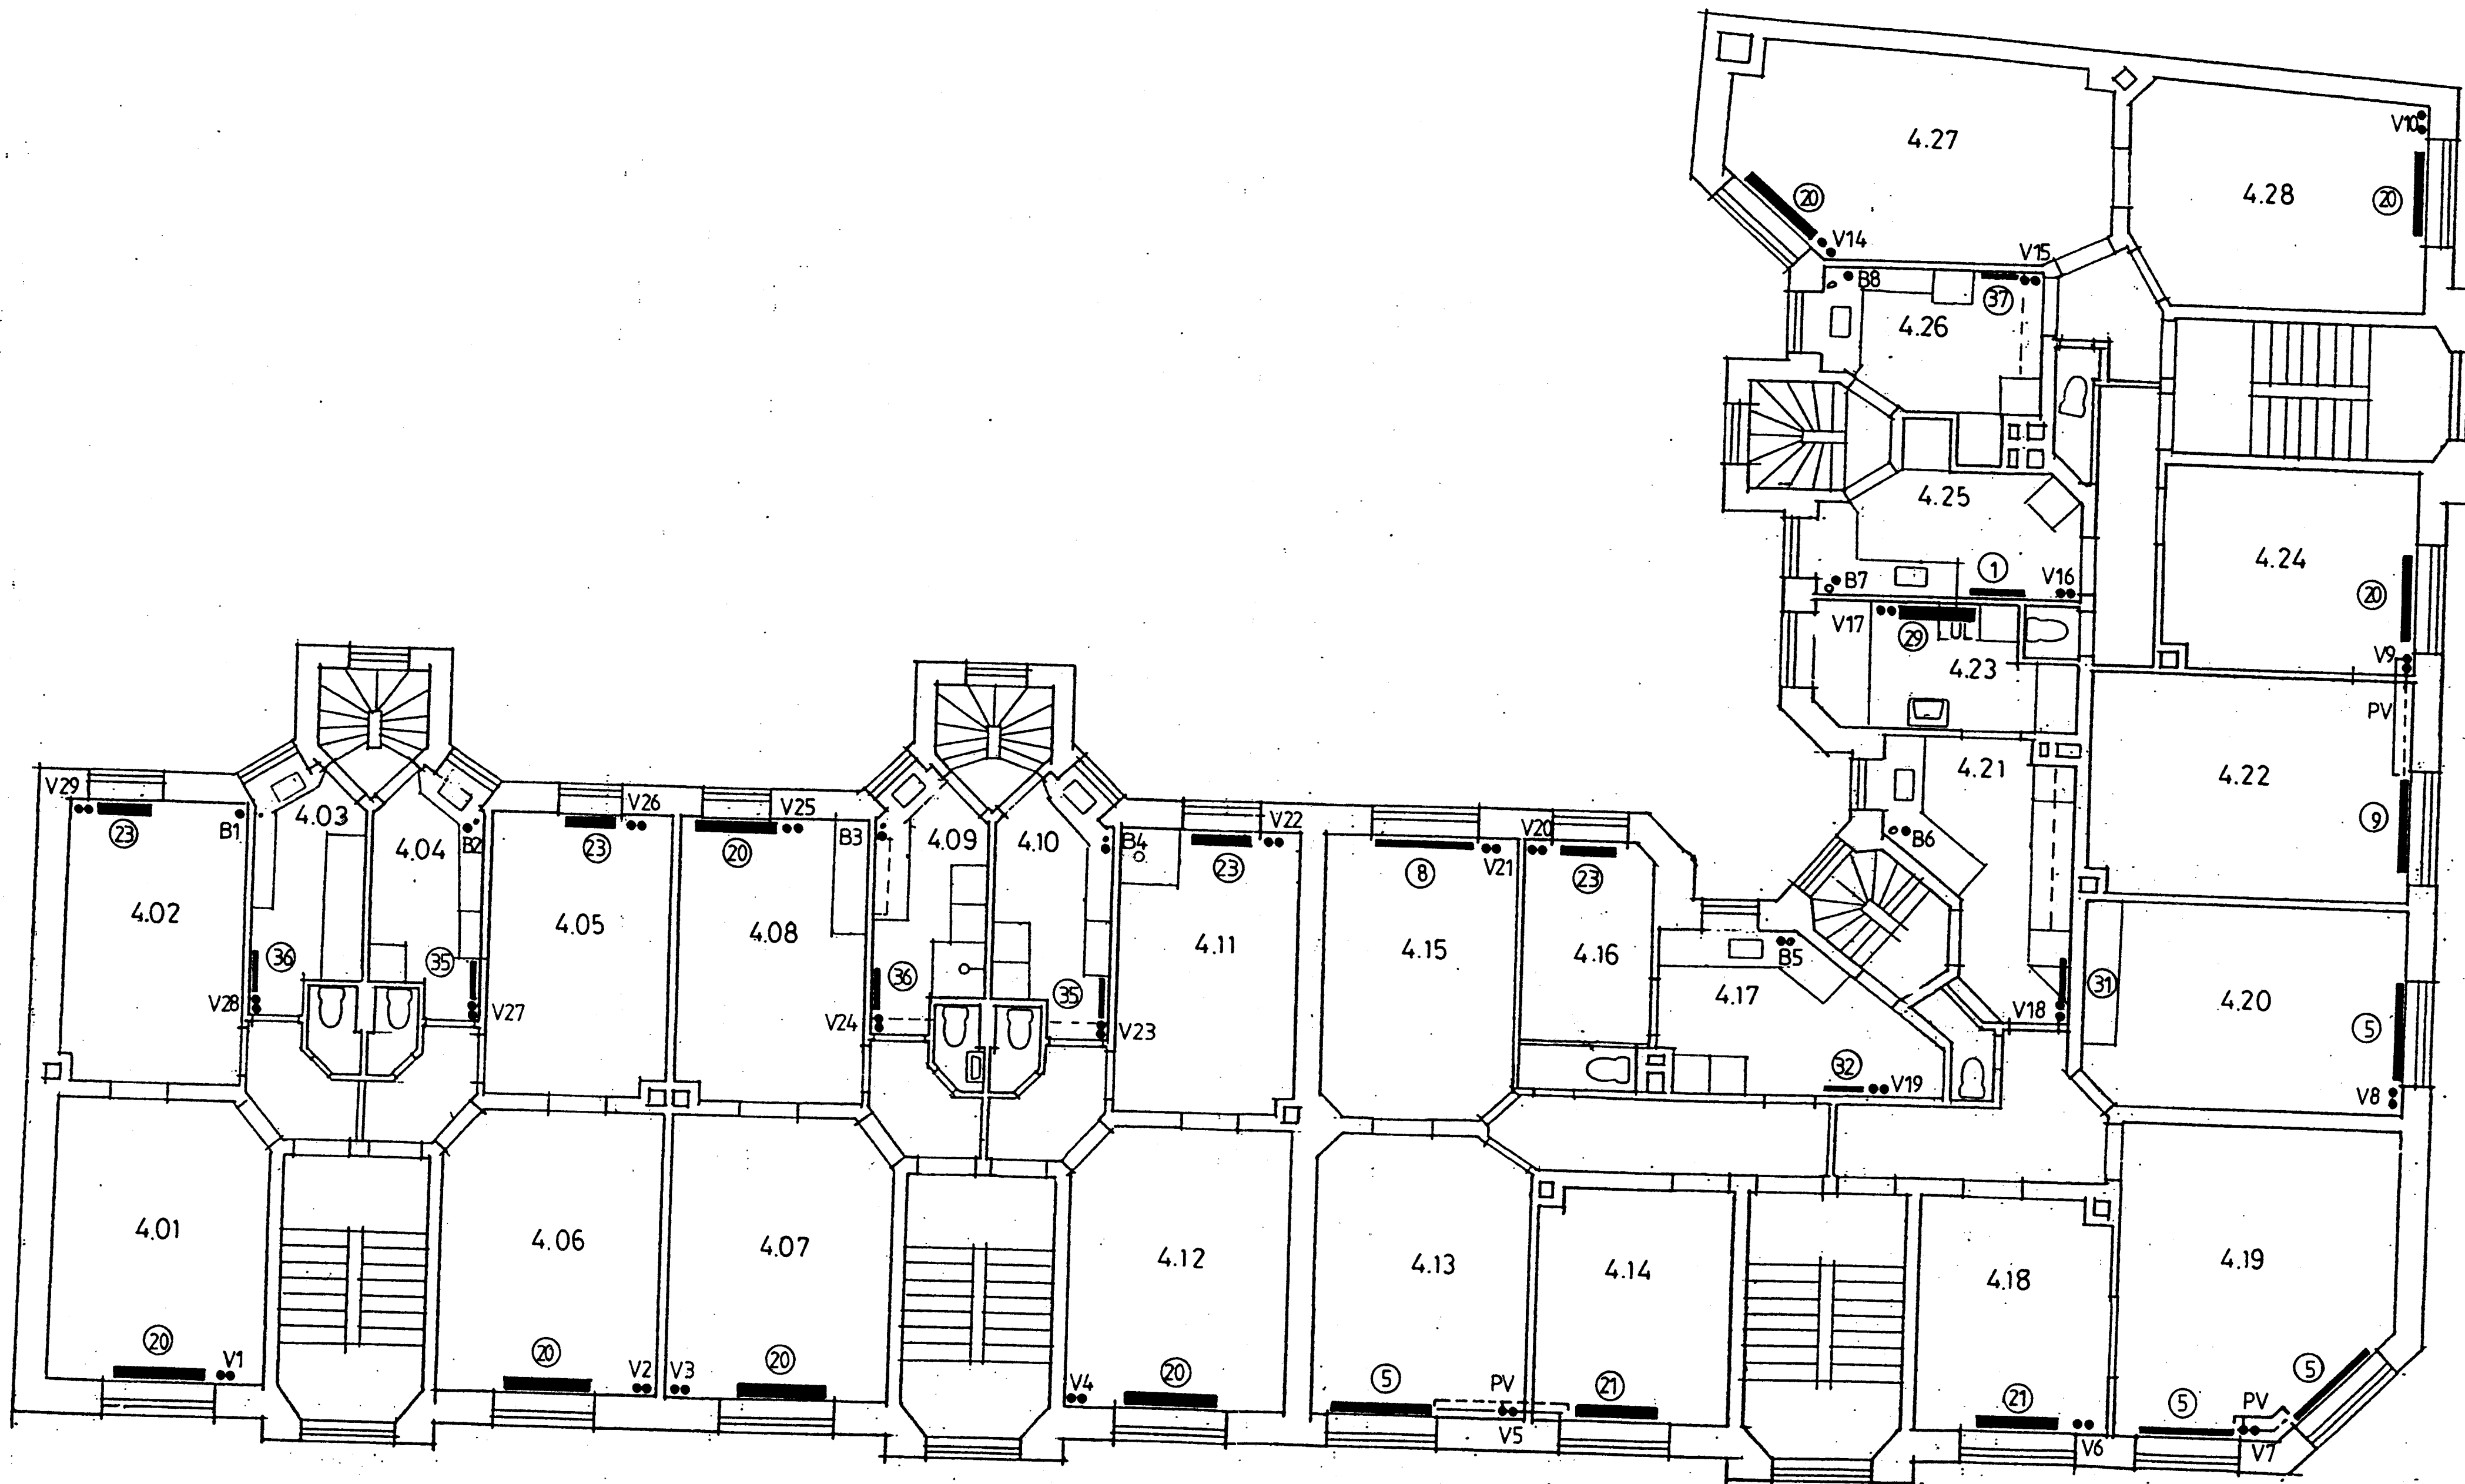 4.27
V10
4.28
20
20
V14
V15
B8
37
4.26
4.25
4.24
B7
1
V16
20
V17
29
UL
4.23
V9
PV
4.21
4.22
9
B6
V29
23
B1
4.03
4.04
B2
V26
23
V25
20
B3
4.09
4.10
B4
V22
23
8
V21
V20
23
4.02
4.05
4.08
4.11
4.15
4.16
B5
4.17
36
35
36
35
V28
V27
V24
V23
V18
31
4.20
5
32
V19
V8
4.01
4.06
4.07
4.12
4.13
4.14
4.18
4.19
20
V1
20
V2
V3
20
V4
20
5
PV
V5
21
21
V6
5
PV
V7
5